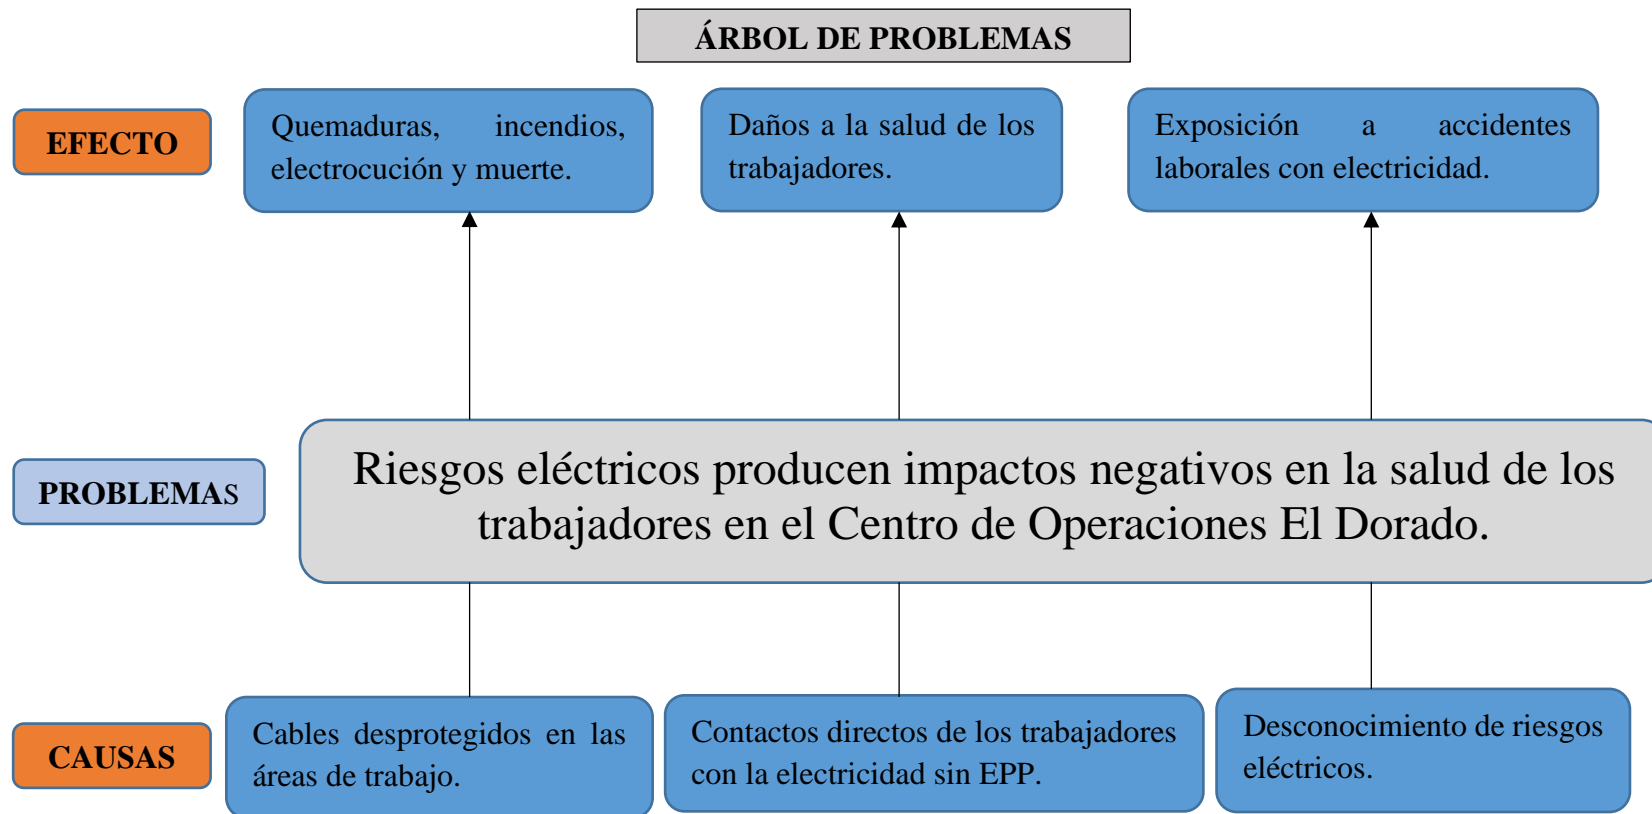 ÁRBOL DE PROBLEMAS
EFECTO
Quemaduras, incendios,
electrocución y muerte.
Daños a la salud de los
trabajadores.
Exposición a accidentes
laborales con electricidad.
PROBLEMAS
Riesgos eléctricos producen impactos negativos en la salud de los
trabajadores en el Centro de Operaciones El Dorado.
CAUSAS
Cables desprotegidos en las
áreas de trabajo.
Contactos directos de los trabajadores
con la electricidad sin EPP.
Desconocimiento de riesgos
eléctricos.